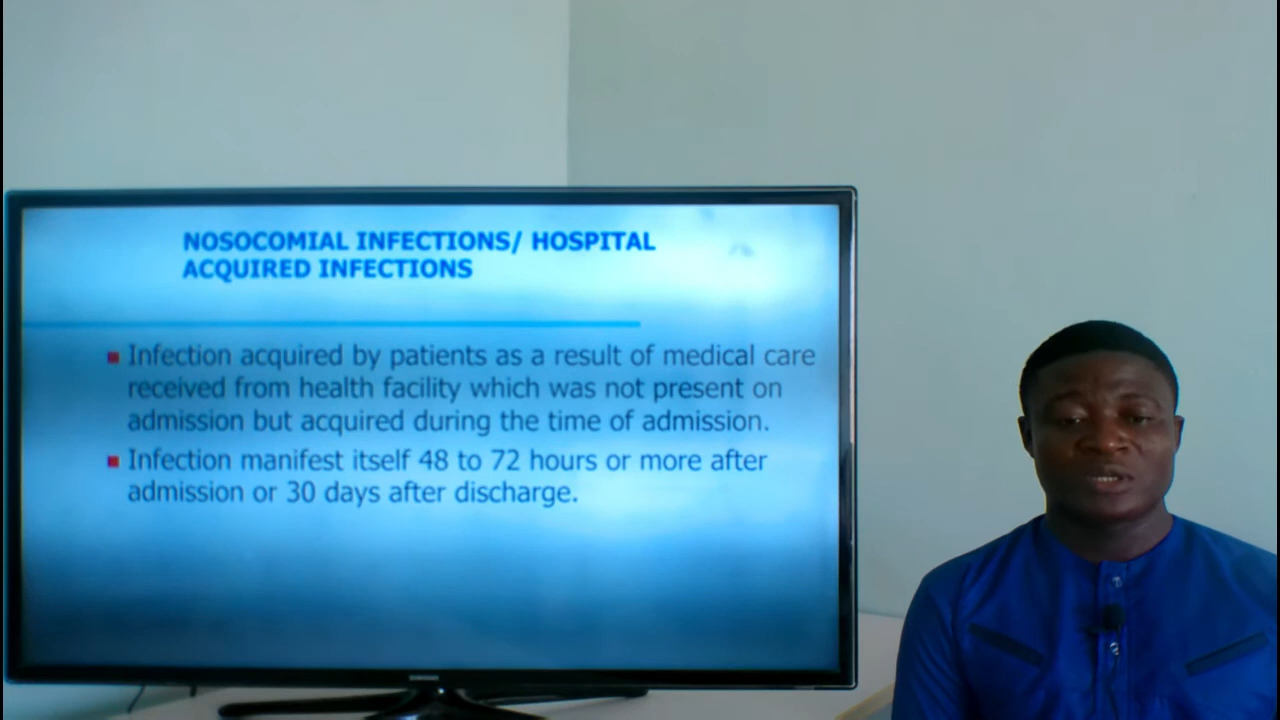 NOSOCOMIAL INFECTIONS/ HOSPITAL
ACQUIRED INFECTIONS
Infection acquired by patients as a result of medical care
received from health facility which was not present on
admission but acquired during the time of admission.
Infection manifest itself 48 to 72 hours or more after
admission or 30 days after discharge.
SAMSUNG